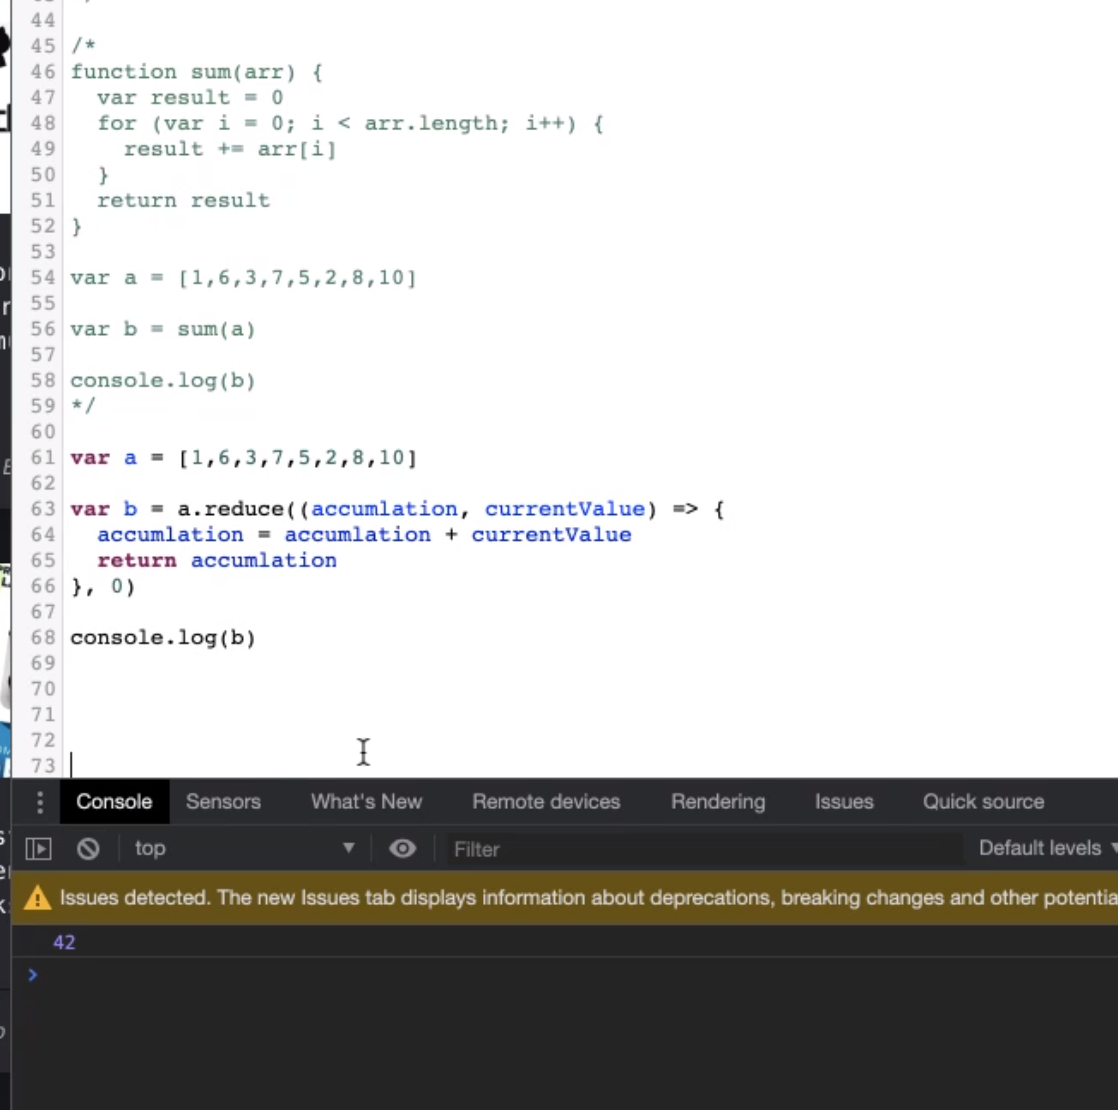 44
45 /*
46 function sum(arr) {
47   var result = 0
48   for (var i = 0; i < arr.length; i++) {
49     result += arr[i]
50   }
51   return result
52 }
53
54 var a = [1,6,3,7,5,2,8,10]
55
56 var b = sum(a)
57
58 console.log(b)
59 */
60
61 var a = [1,6,3,7,5,2,8,10]
62
63 var b = a.reduce((accumlation, currentValue) => {
64   accumlation = accumlation + currentValue
65   return accumlation
66 }, 0)
67
68 console.log(b)
69
70
71
72
73
Console Sensors What's New Remote devices Rendering Issues Quick source
top Filter Default levels
Issues detected. The new Issues tab displays information about deprecations, breaking changes and other
42
>